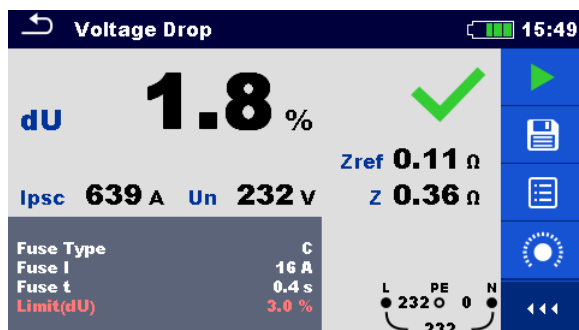 Voltage Drop 15:49
dU 1.8 %
Zref 0.11 Ω
Ipsc 639 A Un 232 V Z 0.36 Ω
Fuse Type C
Fuse I 16 A
Fuse t 0.4 s
Limit(dU) 3.0 %
L PE N
232 0
232